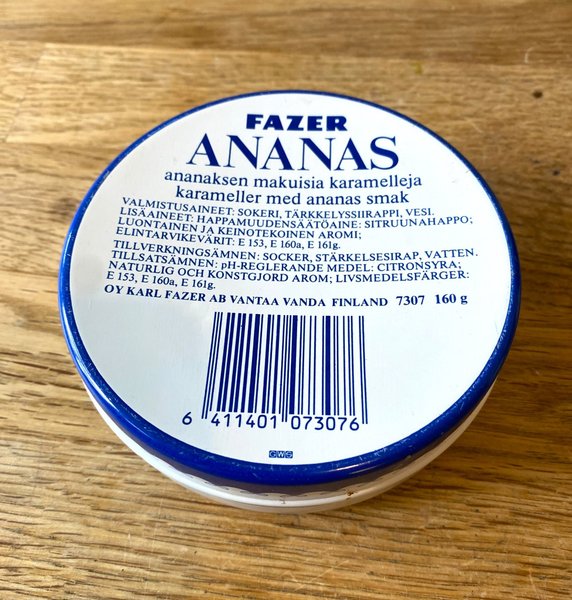 FAZER
ANANAS
ananaksen makuisia karamelleja
karameller med ananas smak
VALMISTUSAINEET: SOKERI, TÄRKKELYSSIIRAPPI, VESI.
LISÄAINEET: HAPPAMUUDENSÄÄTÖAINE: SITRUUNAHAPPO;
LUONTAINEN JA KEINOTEKOINEN AROMI;
ELINTARVIKEVÄRIT: E 153, E 160a, E 161g.
TILLVERKNINGSÄMNEN: SOCKER, STÄRKELSESIRAP, VATTEN.
TILLSATSÄMNEN: pH-REGLERANDE MEDEL: CITRONSYRA;
NATURLIG OCH KONSTGJORD AROM; LIVSMEDELSFÄRGER:
E 153, E 160a, E 161g.
OY KARL FAZER AB VANTAA VANDA FINLAND 7307 160 g
6 411401 073076
GWS